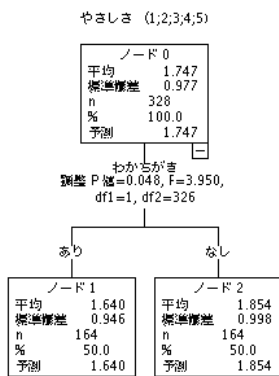 やさしさ (1;2;3;4;5)
ノード 0
平均 1.747
標準偏差 0.977
n 328
% 100.0
予測 1.747
わかちがき
調整 P 値=0.048, F=3.950,
df1=1, df2=326
あり
なし
ノード 1
平均 1.640
標準偏差 0.946
n 164
% 50.0
予測 1.640
ノード 2
平均 1.854
標準偏差 0.998
n 164
% 50.0
予測 1.854